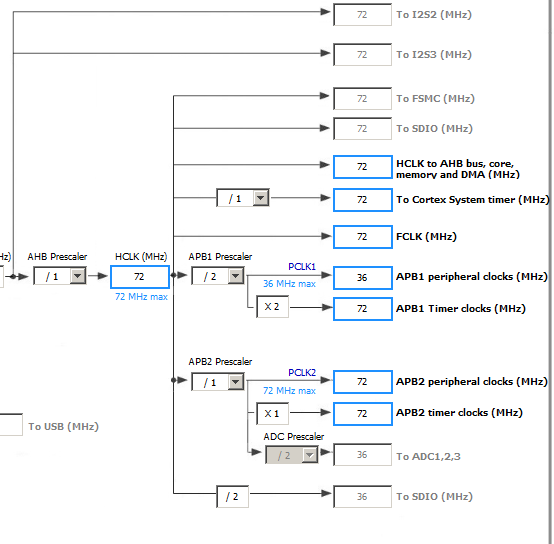 72 To I2S2 (MHz)
72 To I2S3 (MHz)
72 To FSMC (MHz)
72 To SDIO (MHz)
72 HCLK to AHB bus, core,
memory and DMA (MHz)
/ 1 72 To Cortex System timer (MHz)
72 FCLK (MHz)
Hz) AHB Prescaler HCLK (MHz) APB1 Prescaler
PCLK1
/ 1 72 / 2 36 APB1 peripheral clocks (MHz)
72 MHz max 36 MHz max
X 2 72 APB1 Timer clocks (MHz)
APB2 Prescaler
PCLK2
/ 1 72 APB2 peripheral clocks (MHz)
72 MHz max
X 1 72 APB2 timer clocks (MHz)
To USB (MHz)
ADC Prescaler
/ 2 36 To ADC1,2,3
/ 2 36 To SDIO (MHz)